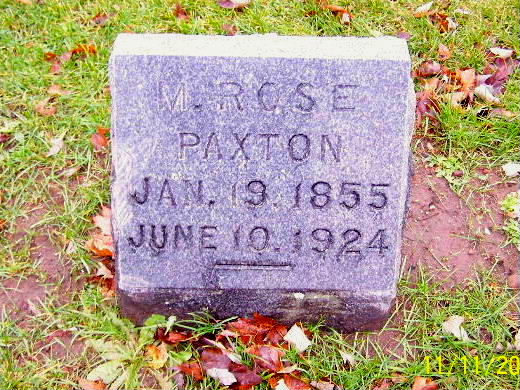 M. ROSE
PAXTON
JAN. 19. 1855
JUNE 10. 1924
11/11/20